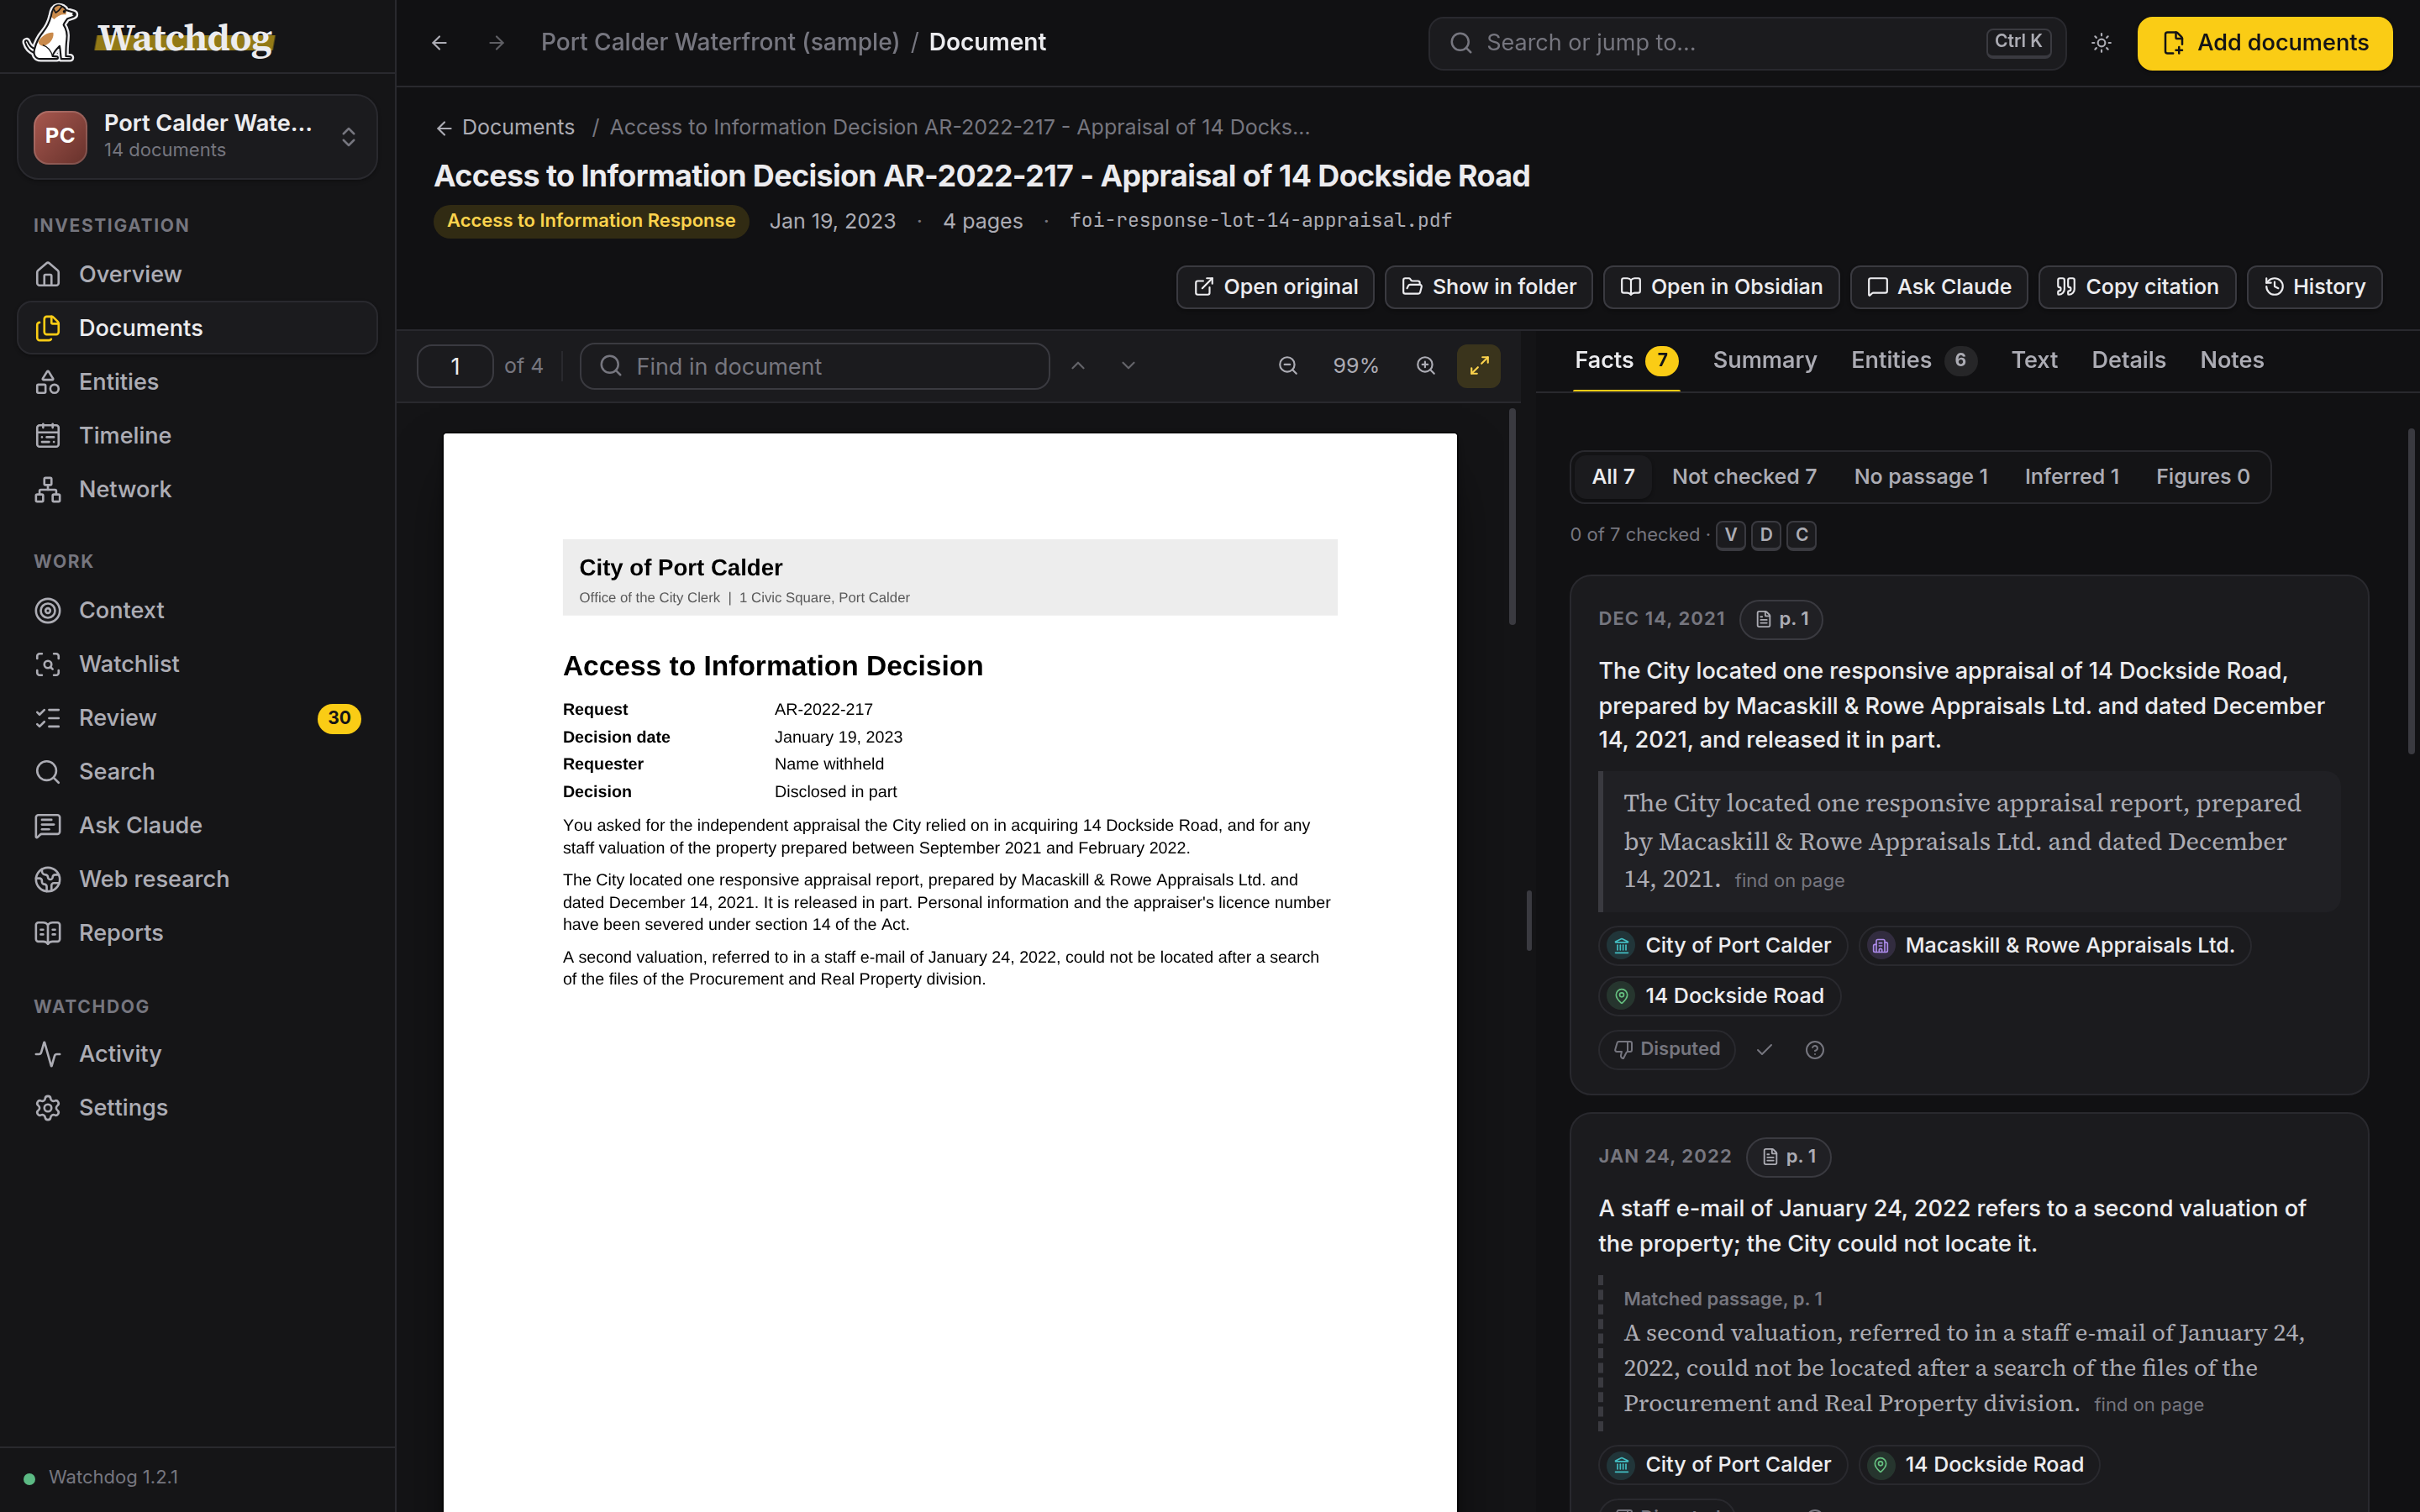 Watchdog
Port Calder Waterfront (sample) / Document
Search or jump to...
Ctrl K
Add documents
PC
Port Calder Wate...
14 documents
INVESTIGATION
Overview
Documents
Entities
Timeline
Network
WORK
Context
Watchlist
Review
30
Search
Ask Claude
Web research
Reports
WATCHDOG
Activity
Settings
Watchdog 1.2.1
Documents / Access to Information Decision AR-2022-217 - Appraisal of 14 Docks...
Access to Information Decision AR-2022-217 - Appraisal of 14 Dockside Road
Access to Information Response Jan 19, 2023 · 4 pages · foi-response-lot-14-appraisal.pdf
Open original
Show in folder
Open in Obsidian
Ask Claude
Copy citation
History
1 of 4
Find in document
99%
City of Port Calder
Office of the City Clerk | 1 Civic Square, Port Calder
Access to Information Decision
Request AR-2022-217
Decision date January 19, 2023
Requester Name withheld
Decision Disclosed in part
You asked for the independent appraisal the City relied on in acquiring 14 Dockside Road, and for any
staff valuation of the property prepared between September 2021 and February 2022.
The City located one responsive appraisal report, prepared by Macaskill & Rowe Appraisals Ltd. and
dated December 14, 2021. It is released in part. Personal information and the appraiser's licence number
have been severed under section 14 of the Act.
A second valuation, referred to in a staff e-mail of January 24, 2022, could not be located after a search
of the files of the Procurement and Real Property division.
Facts 7
Summary
Entities 6
Text
Details
Notes
All 7
Not checked 7
No passage 1
Inferred 1
Figures 0
0 of 7 checked · V D C
DEC 14, 2021 p. 1
The City located one responsive appraisal of 14 Dockside Road,
prepared by Macaskill & Rowe Appraisals Ltd. and dated December
14, 2021, and released it in part.
The City located one responsive appraisal report, prepared
by Macaskill & Rowe Appraisals Ltd. and dated December
14, 2021. find on page
City of Port Calder
Macaskill & Rowe Appraisals Ltd.
14 Dockside Road
Disputed
JAN 24, 2022 p. 1
A staff e-mail of January 24, 2022 refers to a second valuation of
the property; the City could not locate it.
Matched passage, p. 1
A second valuation, referred to in a staff e-mail of January 24,
2022, could not be located after a search of the files of the
Procurement and Real Property division. find on page
City of Port Calder
14 Dockside Road